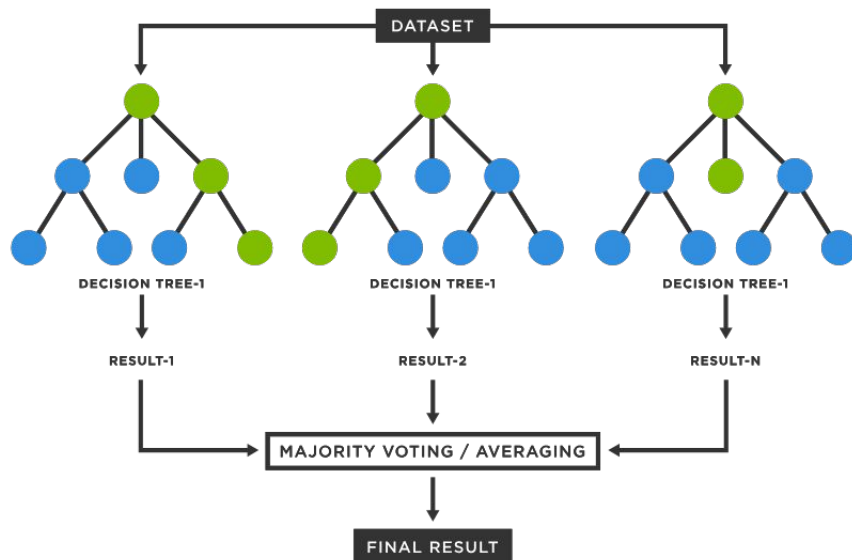 DATASET
DECISION TREE-1
DECISION TREE-1
DECISION TREE-1
RESULT-1
RESULT-2
RESULT-N
MAJORITY VOTING / AVERAGING
FINAL RESULT